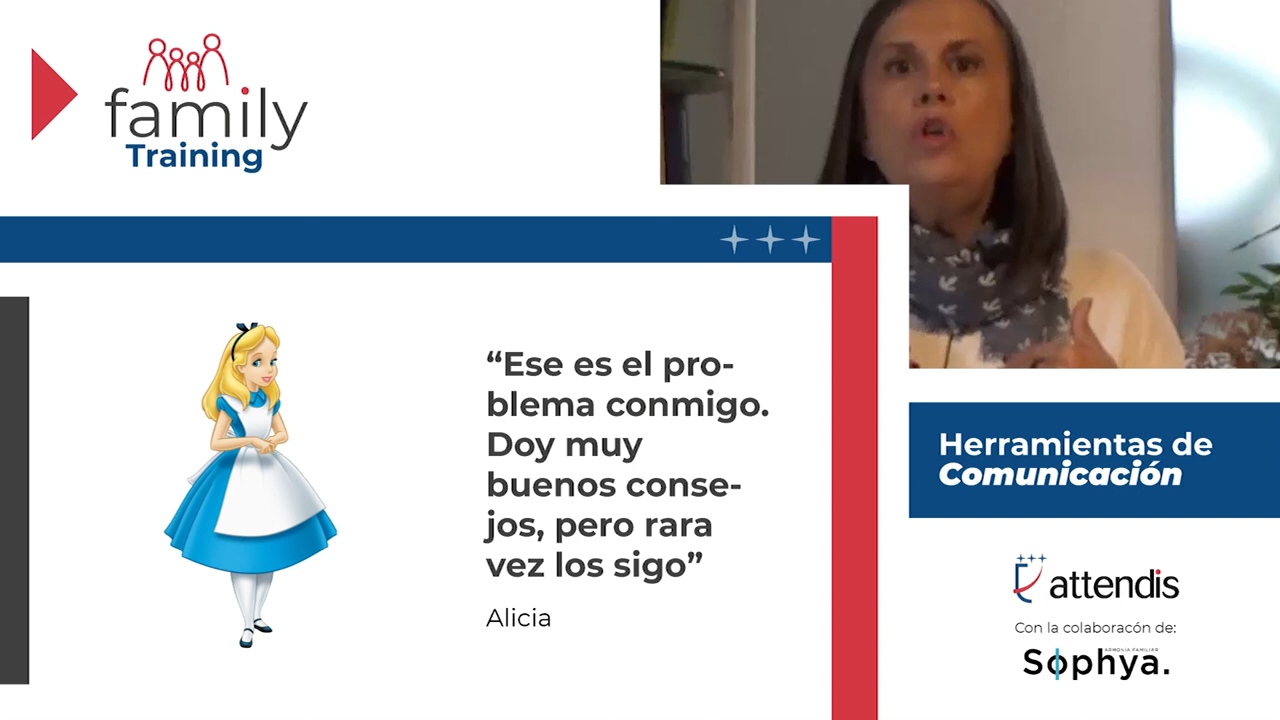 family
Training
“Ese es el pro-
blema conmigo.
Doy muy
buenos conse-
jos, pero rara
vez los sigo”
Alicia
Herramientas de
Comunicación
attendis
Con la colaboracón de:
ARMONIA FAMILIAR
Sophya.